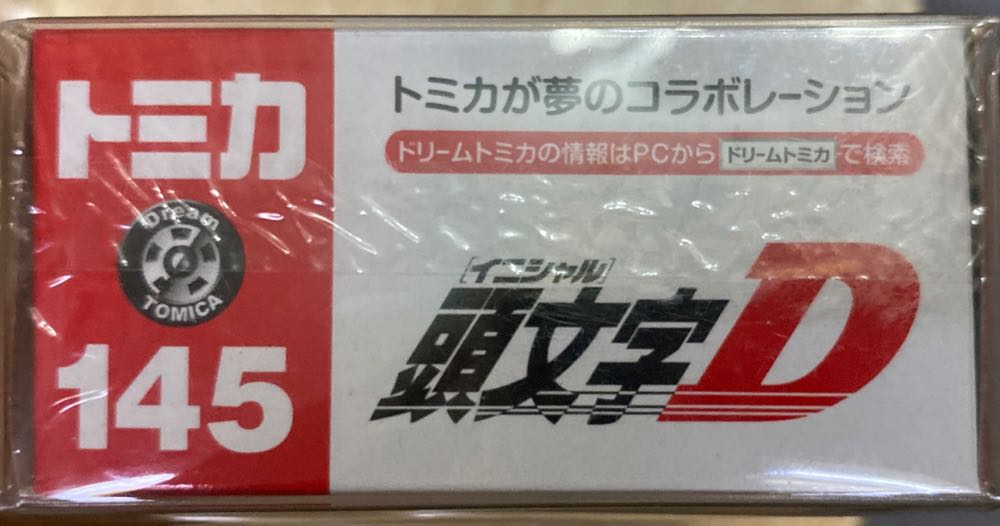 トミカ
Dream
TOMICA
145
トミカが夢のコラボレーション
ドリームトミカの情報はPCから ドリームトミカ で検索
[イニシャル]
頭文字D